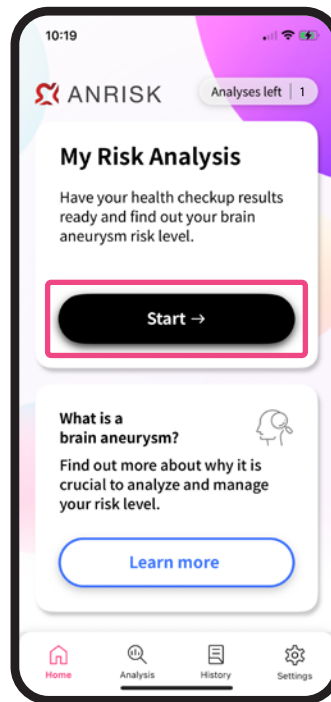 10:19
ANRISK
Analyses left | 1
My Risk Analysis
Have your health checkup results
ready and find out your brain
aneurysm risk level.
Start →
What is a
brain aneurysm?
Find out more about why it is
crucial to analyze and manage
your risk level.
Learn more
Home Analysis History Settings